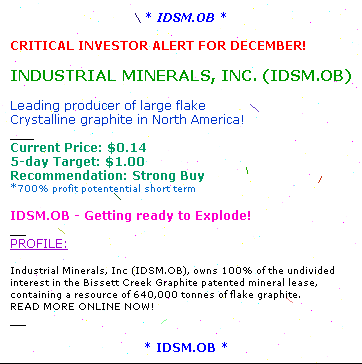 * IDSM.OB *
CRITICAL INVESTOR ALERT FOR DECEMBER!
INDUSTRIAL MINERALS, INC. (IDSM.OB)
Leading producer of large flake
Crystalline graphite in North America!
Current Price: $0.14
5-day Target: $1.00
Recommendation: Strong Buy
*700% profit potentential short term
IDSM.OB - Getting ready to Explode!
PROFILE:
Industrial Minerals, Inc (IDSM.OB), owns 100% of the undivided
interest in the Bissett Creek Graphite patented mineral lease,
containing a resource of 640,000 tonnes of flake graphite.
READ MORE ONLINE NOW!
* IDSM.OB *